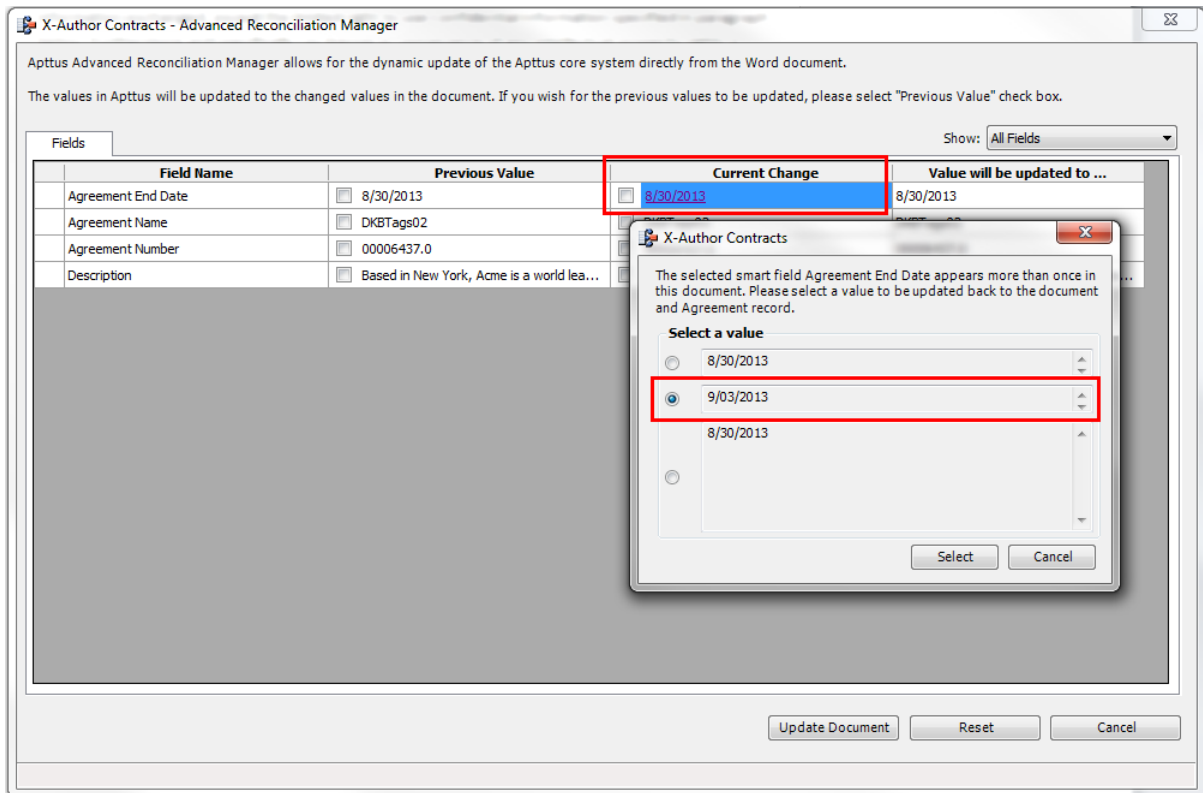 X-Author Contracts - Advanced Reconciliation Manager
Apttus Advanced Reconciliation Manager allows for the dynamic update of the Apttus core system directly from the Word document.
The values in Apttus will be updated to the changed values in the document. If you wish for the previous values to be updated, please select "Previous Value" check box.
Fields
Show: All Fields
Field Name Previous Value Current Change Value will be updated to ...
Agreement End Date 8/30/2013 8/30/2013 8/30/2013
Agreement Name DKBTags02
Agreement Number 00006437.0
Description Based in New York, Acme is a world lea...
X-Author Contracts
The selected smart field Agreement End Date appears more than once in
this document. Please select a value to be updated back to the document
and Agreement record.
Select a value
8/30/2013
9/03/2013
8/30/2013
Select Cancel
Update Document Reset Cancel